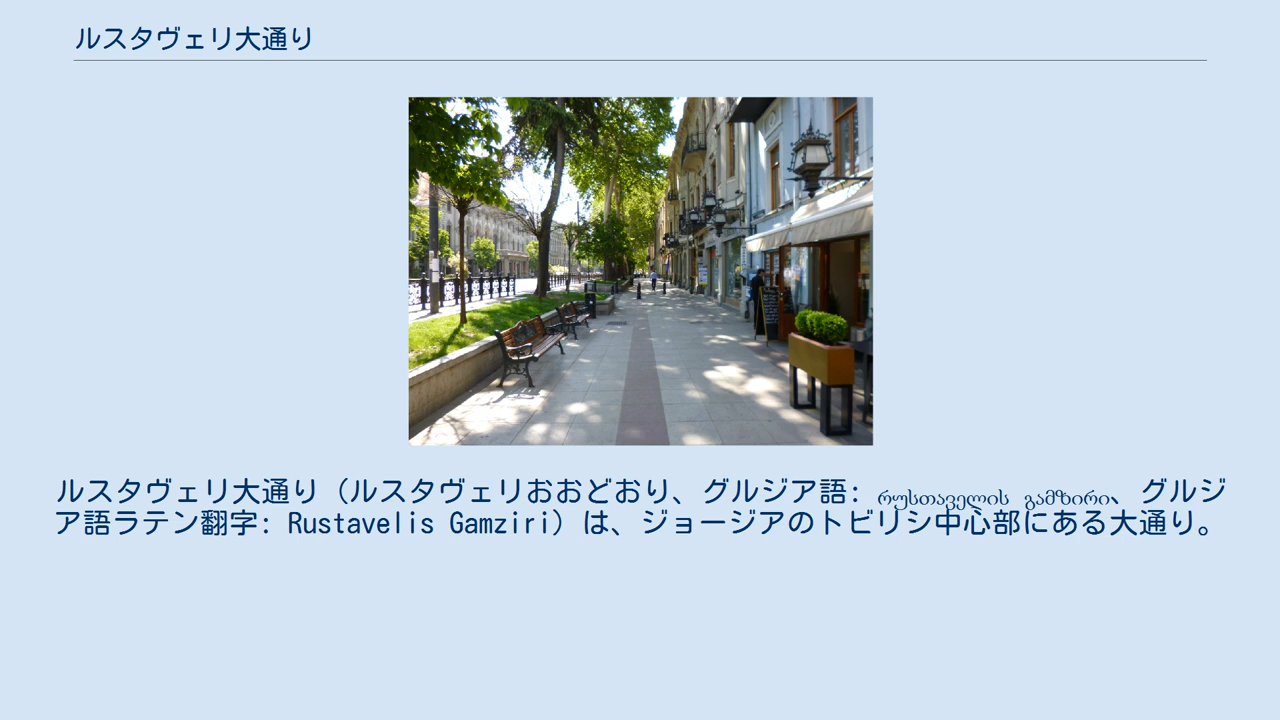 ルスタヴェリ大通り
ルスタヴェリ大通り（ルスタヴェリおおどおり、グルジア語: რუსთაველის გამზირი、グルジ
ア語ラテン翻字: Rustavelis Gamziri）は、ジョージアのトビリシ中心部にある大通り。